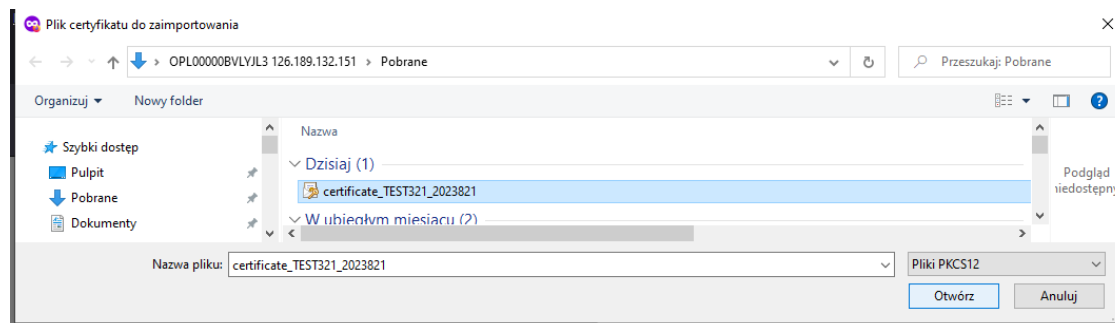 Plik certyfikatu do zaimportowania
OPL00000BVLYJL3 126.189.132.151 > Pobrane
Przeszukaj: Pobrane
Organizuj Nowy folder
Nazwa
Szybki dostęp
Dzisiaj (1)
Pulpit
certificate_TEST321_2023821
Podgląd
Pobrane
niedostępny
W ubiegłym miesiącu (2)
Dokumenty
Nazwa pliku: certificate_TEST321_2023821 Pliki PKCS12
Otwórz Anuluj